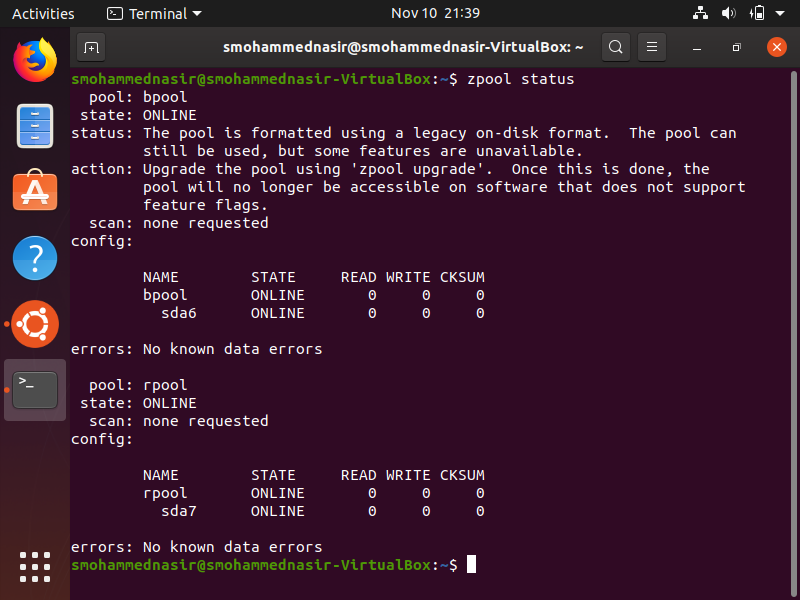 Activities Terminal Nov 10 21:39
smohammednasir@smohammednasir-VirtualBox: ~
smohammednasir@smohammednasir-VirtualBox:~$ zpool status
  pool: bpool
 state: ONLINE
status: The pool is formatted using a legacy on-disk format.  The pool can
        still be used, but some features are unavailable.
action: Upgrade the pool using 'zpool upgrade'.  Once this is done, the
        pool will no longer be accessible on software that does not support
        feature flags.
  scan: none requested
config:

        NAME        STATE     READ WRITE CKSUM
        bpool       ONLINE       0     0     0
          sda6      ONLINE       0     0     0

errors: No known data errors

  pool: rpool
 state: ONLINE
  scan: none requested
config:

        NAME        STATE     READ WRITE CKSUM
        rpool       ONLINE       0     0     0
          sda7      ONLINE       0     0     0

errors: No known data errors
smohammednasir@smohammednasir-VirtualBox:~$